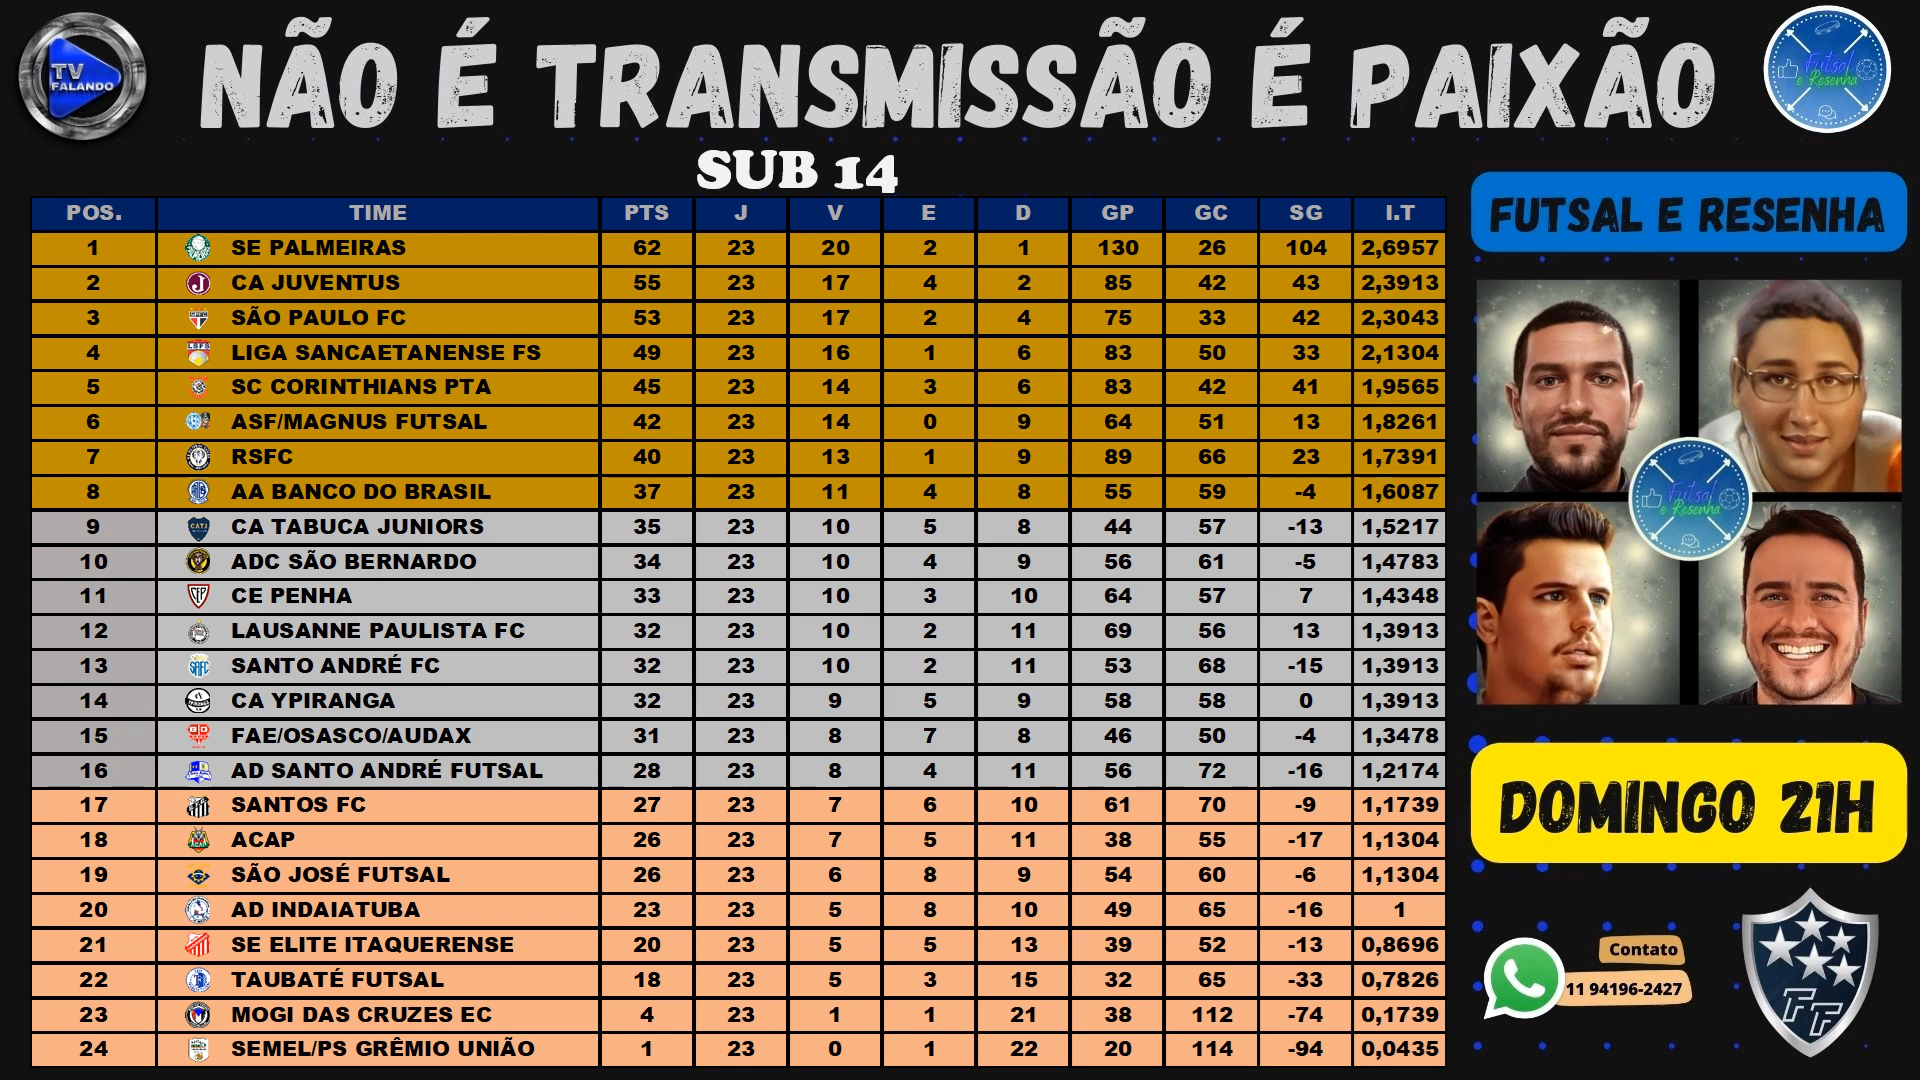 TV FALANDO
NÃO É TRANSMISSÃO É PAIXÃO
Futsal e Resenha
SUB 14
POS. TIME PTS J V E D GP GC SG I.T
1 SE PALMEIRAS 62 23 20 2 1 130 26 104 2,6957
2 CA JUVENTUS 55 23 17 4 2 85 42 43 2,3913
3 SÃO PAULO FC 53 23 17 2 4 75 33 42 2,3043
4 LIGA SANCAETANENSE FS 49 23 16 1 6 83 50 33 2,1304
5 SC CORINTHIANS PTA 45 23 14 3 6 83 42 41 1,9565
6 ASF/MAGNUS FUTSAL 42 23 14 0 9 64 51 13 1,8261
7 RSFC 40 23 13 1 9 89 66 23 1,7391
8 AA BANCO DO BRASIL 37 23 11 4 8 55 59 -4 1,6087
9 CA TABUCA JUNIORS 35 23 10 5 8 44 57 -13 1,5217
10 ADC SÃO BERNARDO 34 23 10 4 9 56 61 -5 1,4783
11 CE PENHA 33 23 10 3 10 64 57 7 1,4348
12 LAUSANNE PAULISTA FC 32 23 10 2 11 69 56 13 1,3913
13 SANTO ANDRÉ FC 32 23 10 2 11 53 68 -15 1,3913
14 CA YPIRANGA 32 23 9 5 9 58 58 0 1,3913
15 FAE/OSASCO/AUDAX 31 23 8 7 8 46 50 -4 1,3478
16 AD SANTO ANDRÉ FUTSAL 28 23 8 4 11 56 72 -16 1,2174
17 SANTOS FC 27 23 7 6 10 61 70 -9 1,1739
18 ACAP 26 23 7 5 11 38 55 -17 1,1304
19 SÃO JOSÉ FUTSAL 26 23 6 8 9 54 60 -6 1,1304
20 AD INDAIATUBA 23 23 5 8 10 49 65 -16 1
21 SE ELITE ITAQUERENSE 20 23 5 5 13 39 52 -13 0,8696
22 TAUBATÉ FUTSAL 18 23 5 3 15 32 65 -33 0,7826
23 MOGI DAS CRUZES EC 4 23 1 1 21 38 112 -74 0,1739
24 SEMEL/PS GRÊMIO UNIÃO 1 23 0 1 22 20 114 -94 0,0435
FUTSAL E RESENHA
Futsal e Resenha
DOMINGO 21H
Contato
11 94196-2427
FF